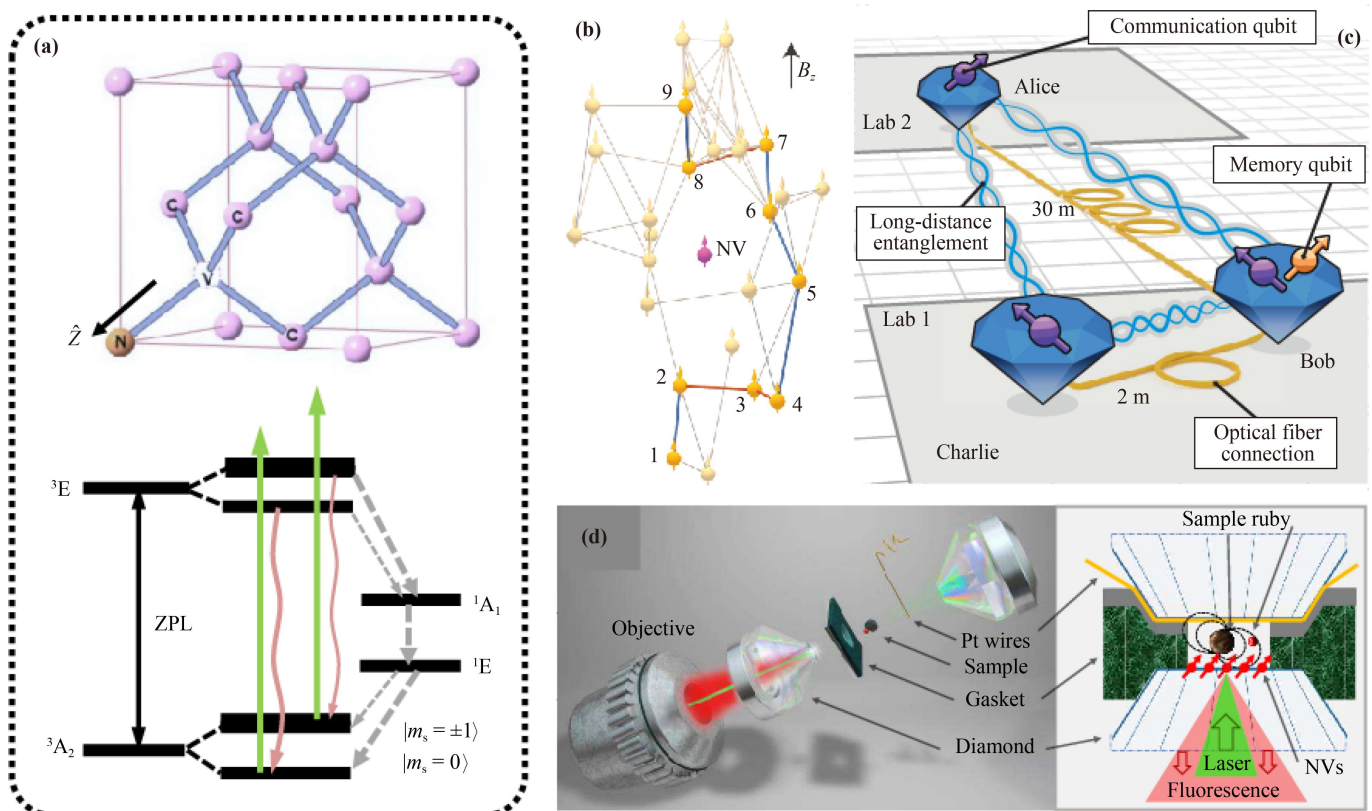 (a)
C
C
V
Ẑ
N
C
³E
ZPL
¹A₁
¹E
³A₂
|mₛ = ±1⟩
|mₛ = 0⟩
(b)
B_z
9
7
8
6
NV
5
2
3
4
1
(c)
Communication qubit
Alice
Lab 2
Memory qubit
30 m
Long-distance
entanglement
Lab 1
Bob
2 m
Optical fiber
connection
Charlie
(d)
Objective
Pt wires
Sample
Gasket
Diamond
Sample ruby
Laser
NVs
Fluorescence